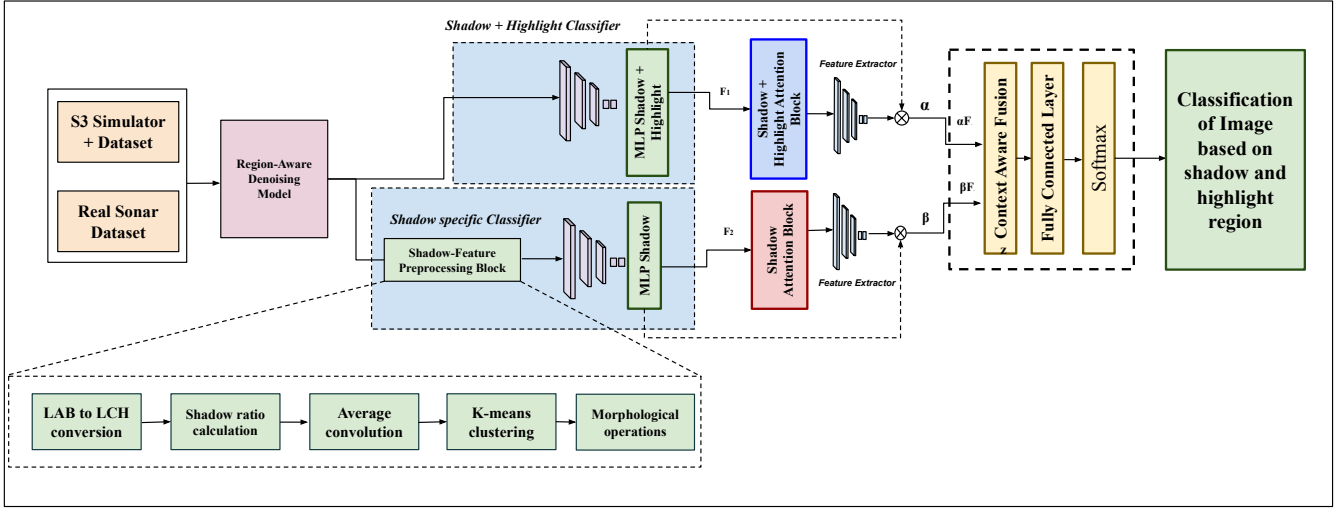 Shadow + Highlight Classifier
S3 Simulator
+ Dataset
Real Sonar
Dataset
Region-Aware
Denoising
Model
MLP Shadow +
Highlight
F1
Shadow +
Highlight Attention
Block
Feature Extractor
α
αF
Shadow specific Classifier
Shadow-Feature
Preprocessing Block
MLP Shadow
F2
Shadow
Attention Block
Feature Extractor
β
βF
z Context Aware Fusion
Fully Connected Layer
Softmax
Classification
of Image
based on
shadow and
highlight
region
LAB to LCH
conversion
Shadow ratio
calculation
Average
convolution
K-means
clustering
Morphological
operations